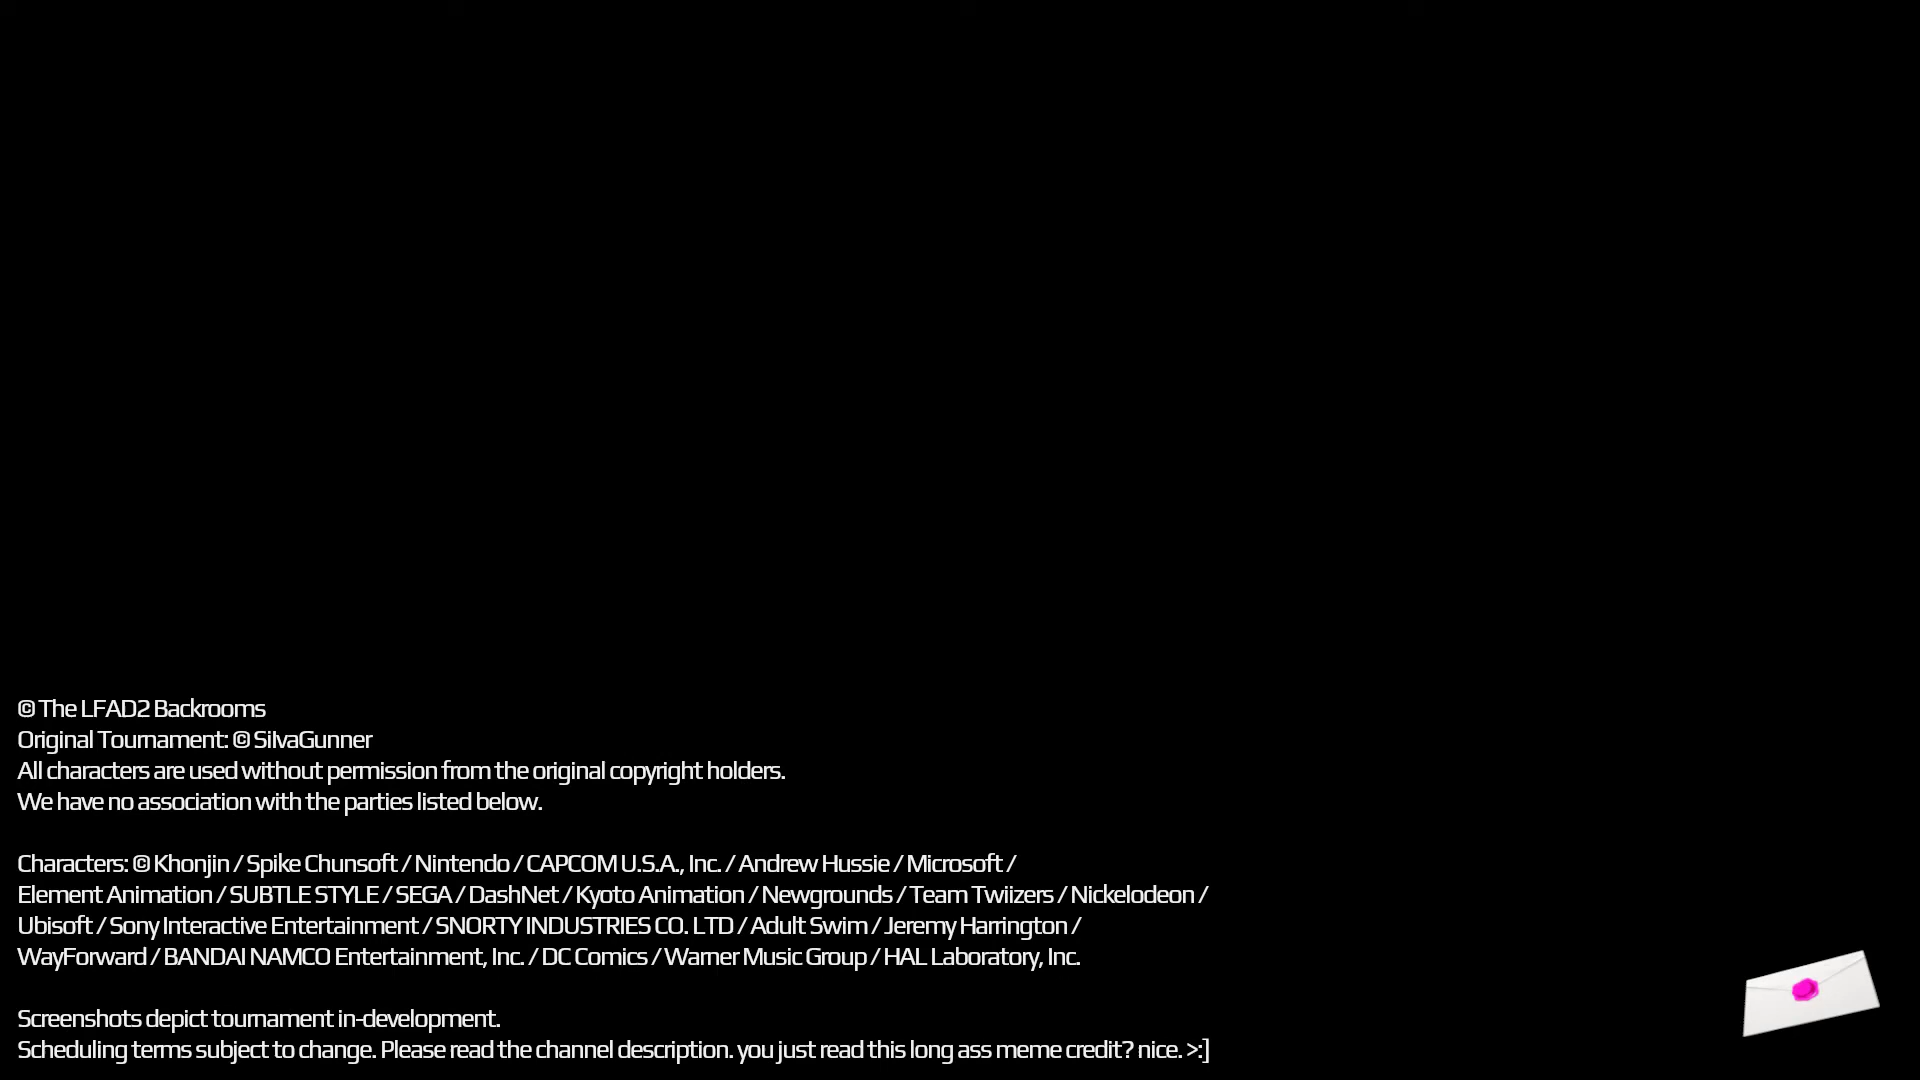 © The LFAD2 Backrooms
Original Tournament: © SilvaGunner
All characters are used without permission from the original copyright holders.
We have no association with the parties listed below.
Characters: © Khonjin / Spike Chunsoft / Nintendo / CAPCOM U.S.A., Inc. / Andrew Hussie / Microsoft /
Element Animation / SUBTLE STYLE / SEGA / DashNet / Kyoto Animation / Newgrounds / Team Twiizers / Nickelodeon /
Ubisoft / Sony Interactive Entertainment / SNORTY INDUSTRIES CO. LTD / Adult Swim / Jeremy Harrington /
WayForward / BANDAI NAMCO Entertainment, Inc. / DC Comics / Warner Music Group / HAL Laboratory, Inc.
Screenshots depict tournament in-development.
Scheduling terms subject to change. Please read the channel description. you just read this long ass meme credit? nice. >:]